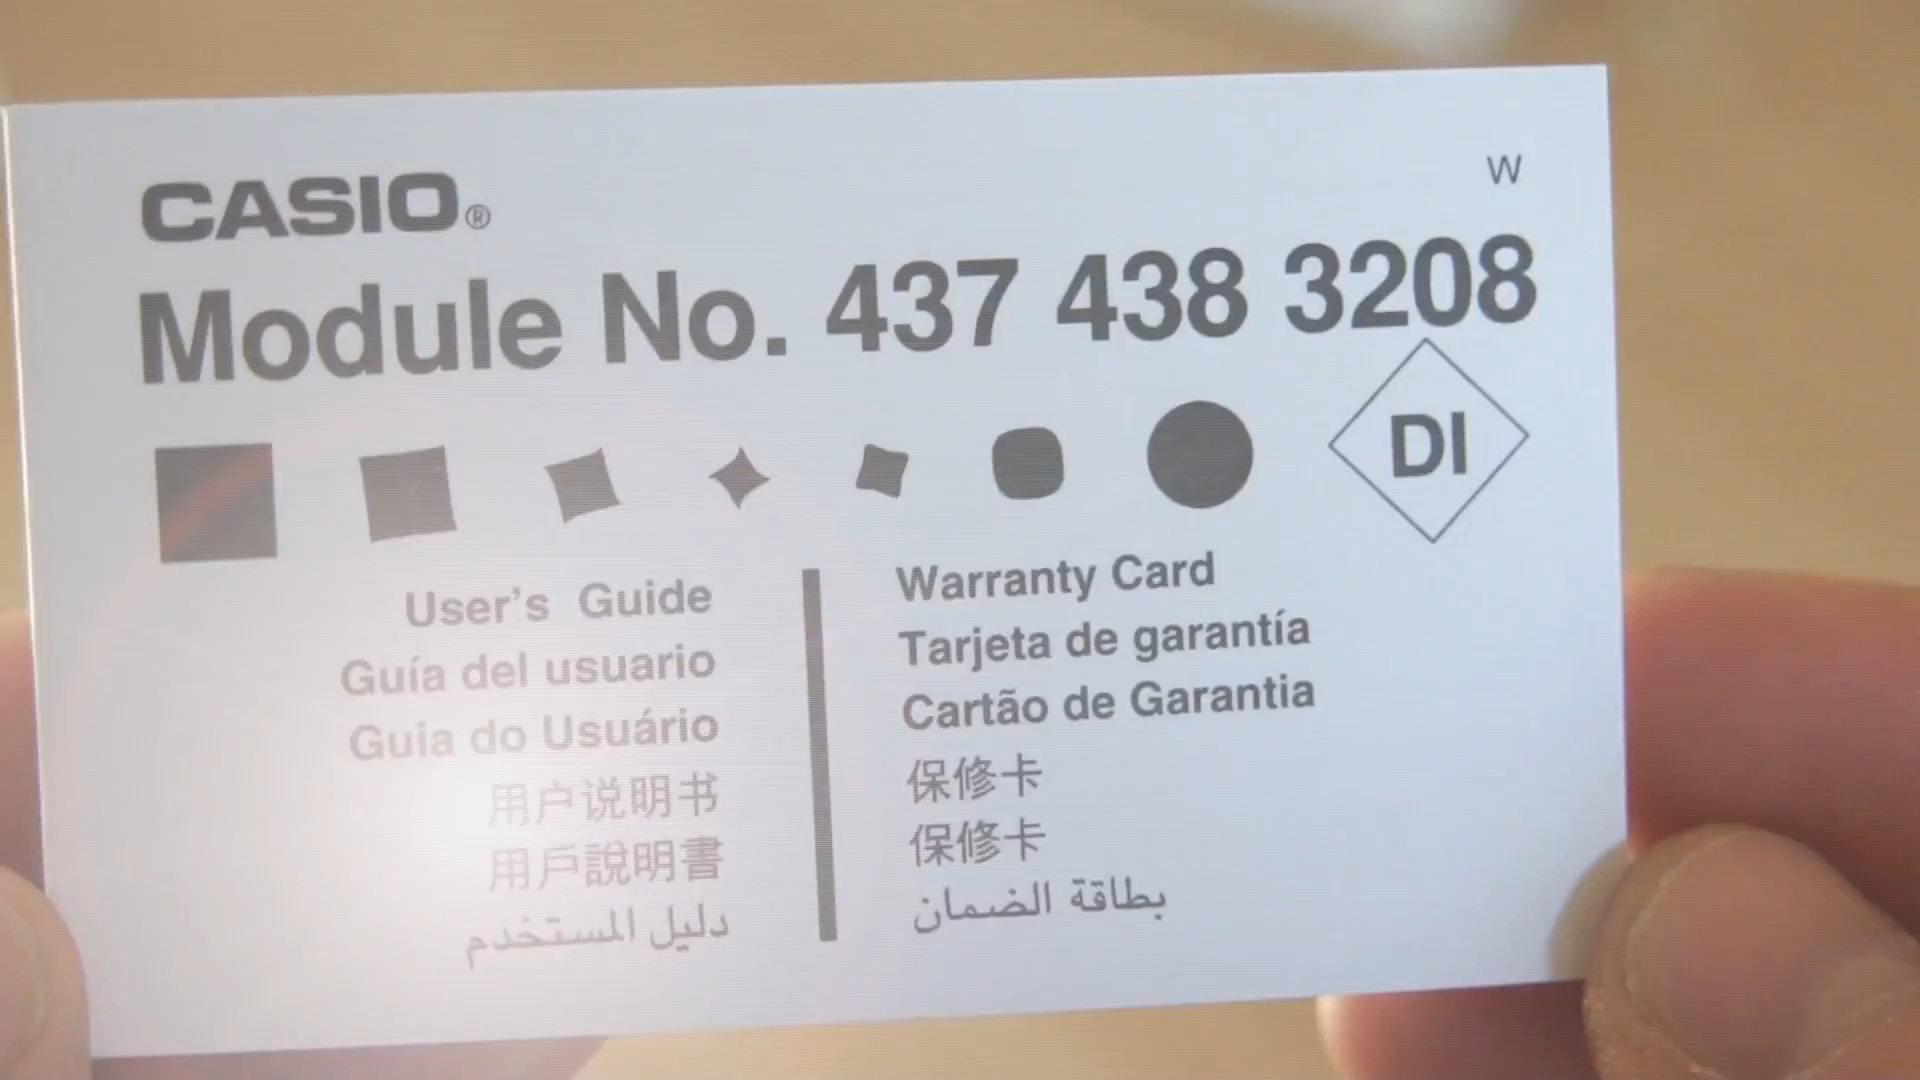 W
CASIO®
Module No. 437 438 3208
DI
User's Guide
Guía del usuario
Guia do Usuário
用户说明书
用戶說明書
دليل المستخدم
Warranty Card
Tarjeta de garantía
Cartão de Garantia
保修卡
保修卡
بطاقة الضمان